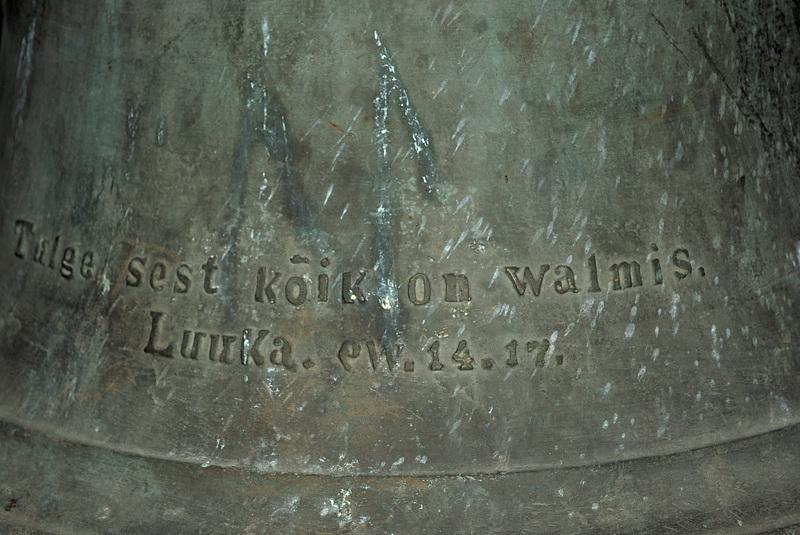 Tulge, sest kõik on walmis.
Luuka. ew. 14. 17.